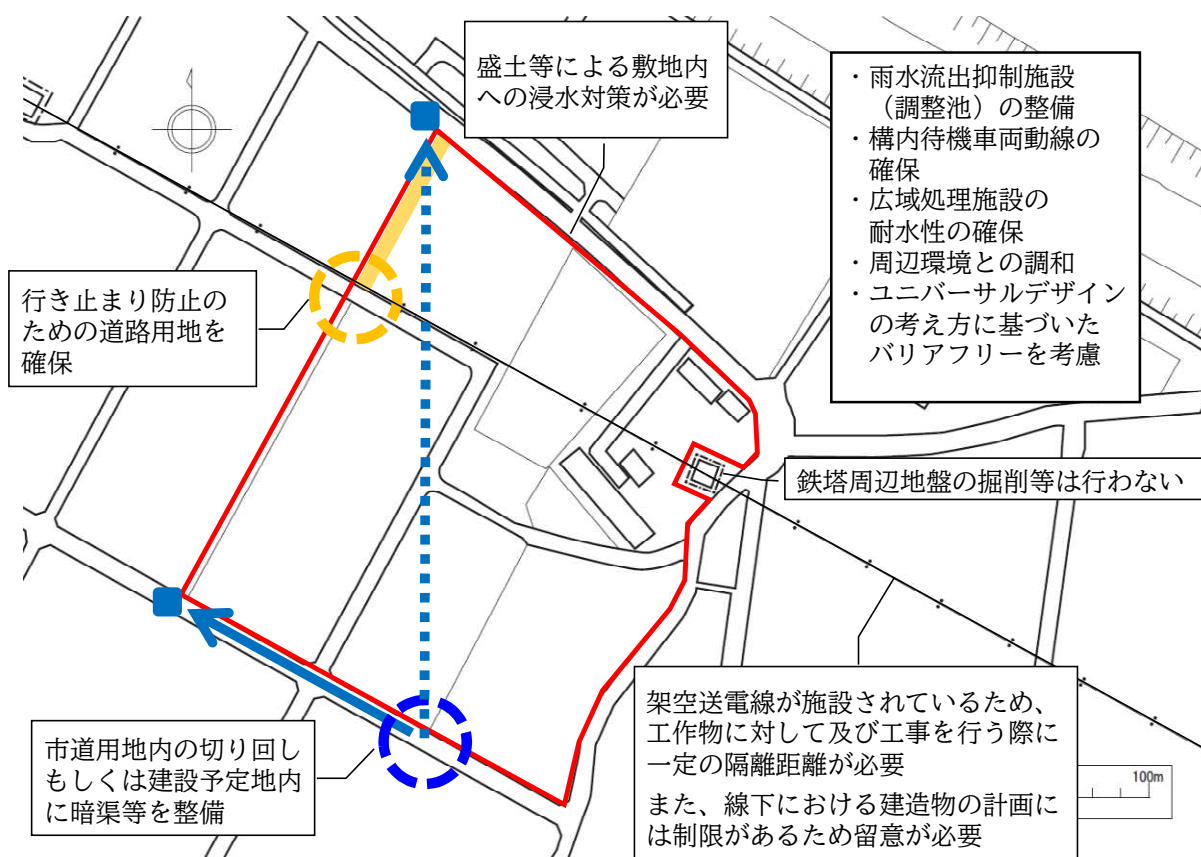 盛土等による敷地内
への浸水対策が必要
・雨水流出抑制施設
（調整池）の整備
・構内待機車両動線の
確保
・広域処理施設の
耐水性の確保
・周辺環境との調和
・ユニバーサルデザイン
の考え方に基づいた
バリアフリーを考慮
行き止まり防止の
ための道路用地を
確保
鉄塔周辺地盤の掘削等は行わない
市道用地内の切り回し
もしくは建設予定地内
に暗渠等を整備
架空送電線が施設されているため、
工作物に対して及び工事を行う際に
一定の隔離距離が必要
また、線下における建造物の計画に
は制限があるため留意が必要
100m